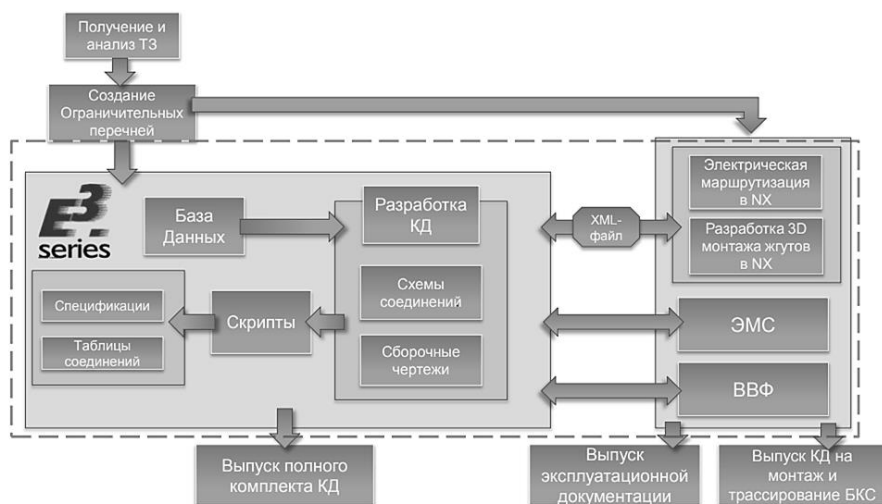 Получение и
анализ ТЗ
Создание
Ограничительных
перечней
E3.
series
База
Данных
Разработка
КД
Схемы
соединений
Сборочные
чертежи
Скрипты
Спецификации
Таблицы
соединений
XML-
файл
Электрическая
маршрутизация
в NX
Разработка 3D
монтажа жгутов
в NX
ЭМС
ВВФ
Выпуск полного
комплекта КД
Выпуск
эксплуатационной
документации
Выпуск КД на
монтаж и
трассирование БКС